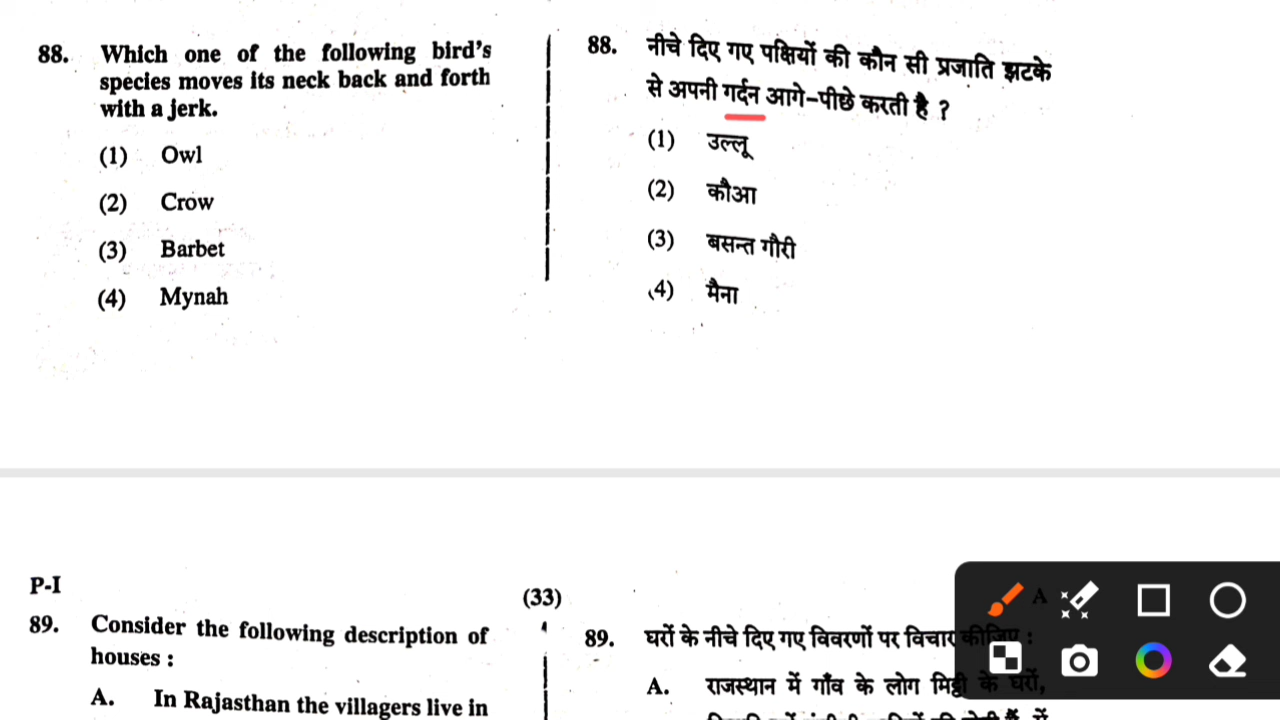 88. Which one of the following bird's
species moves its neck back and forth
with a jerk.
(1) Owl
(2) Crow
(3) Barbet
(4) Mynah
88. नीचे दिए गए पक्षियों की कौन सी प्रजाति झटके
से अपनी गर्दन आगे-पीछे करती है ?
(1) उल्लू
(2) कौआ
(3) बसन्त गौरी
(4) मैना
P-I
(33)
A
89. Consider the following description of
houses :
A. In Rajasthan the villagers live in
89. घरों के नीचे दिए गए विवरणों पर विचार कीजिए :
A. राजस्थान में गाँव के लोग मिट्टी के घरों,